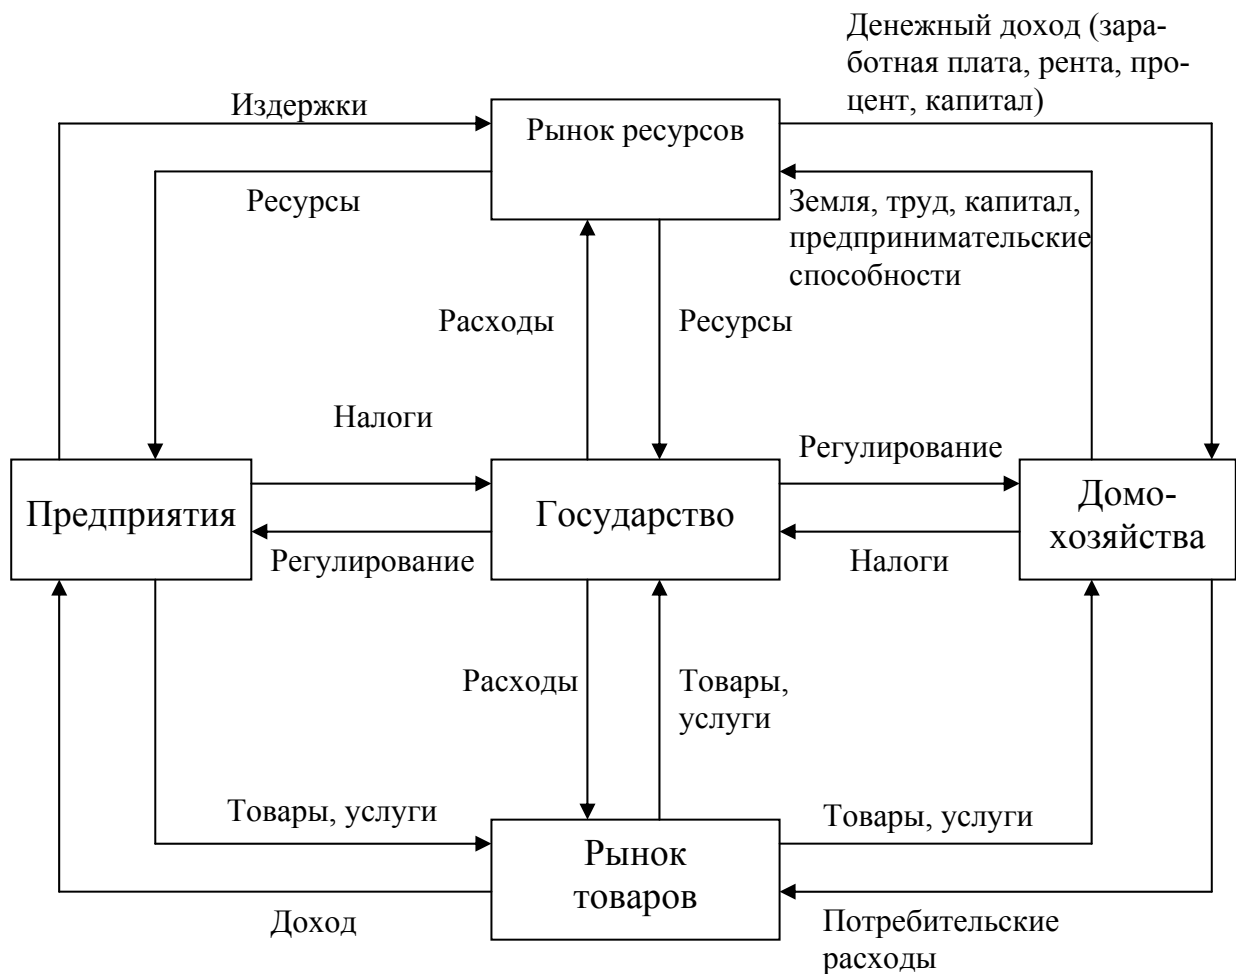 Денежный доход (зара-
ботная плата, рента, про-
цент, капитал)
Издержки
Рынок ресурсов
Ресурсы
Земля, труд, капитал,
предпринимательские
способности
Расходы
Ресурсы
Налоги
Регулирование
Предприятия
Государство
Домо-
хозяйства
Регулирование
Налоги
Расходы
Товары,
услуги
Товары, услуги
Товары, услуги
Рынок
товаров
Доход
Потребительские
расходы